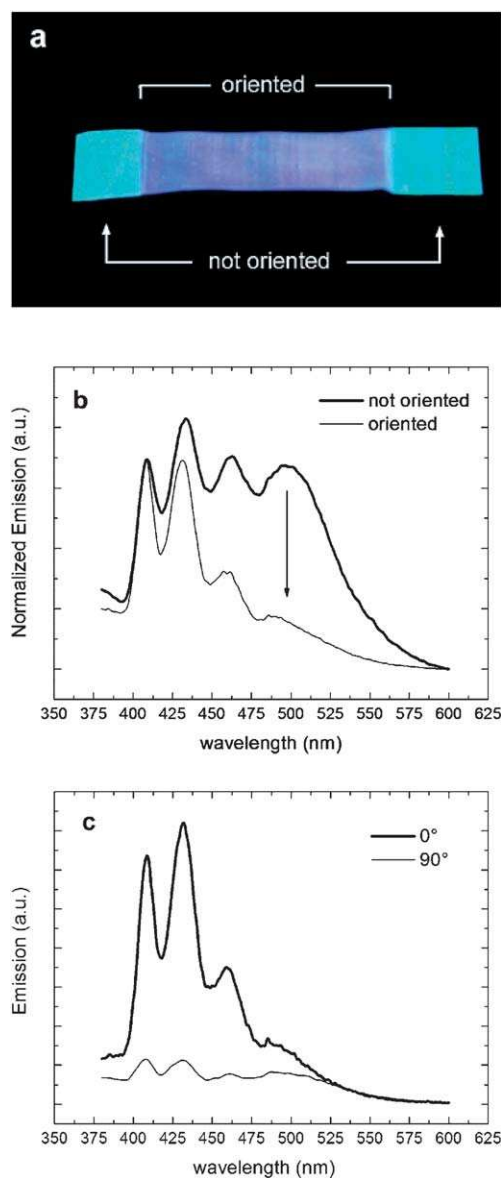 a
oriented
not oriented
b
not oriented
oriented
Normalized Emission (a.u.)
350 375 400 425 450 475 500 525 550 575 600 625
wavelength (nm)
c
0°
90°
Emission (a.u.)
350 375 400 425 450 475 500 525 550 575 600 625
wavelength (nm)